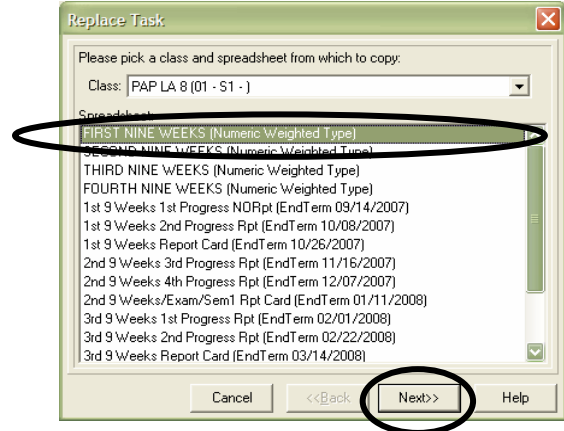 Replace Task
Please pick a class and spreadsheet from which to copy:
Class: PAP LA 8 (01 - S1 - )
Spreadsheet:
FIRST NINE WEEKS (Numeric Weighted Type)
SECOND NINE WEEKS (Numeric Weighted Type)
THIRD NINE WEEKS (Numeric Weighted Type)
FOURTH NINE WEEKS (Numeric Weighted Type)
1st 9 Weeks 1st Progress NORpt (EndTerm 09/14/2007)
1st 9 Weeks 2nd Progress Rpt (EndTerm 10/08/2007)
1st 9 Weeks Report Card (EndTerm 10/26/2007)
2nd 9 Weeks 3rd Progress Rpt (EndTerm 11/16/2007)
2nd 9 Weeks 4th Progress Rpt (EndTerm 12/07/2007)
2nd 9 Weeks/Exam/Sem1 Rpt Card (EndTerm 01/11/2008)
3rd 9 Weeks 1st Progress Rpt (EndTerm 02/01/2008)
3rd 9 Weeks 2nd Progress Rpt (EndTerm 02/22/2008)
3rd 9 Weeks Report Card (EndTerm 03/14/2008)
Cancel <<Back Next>> Help